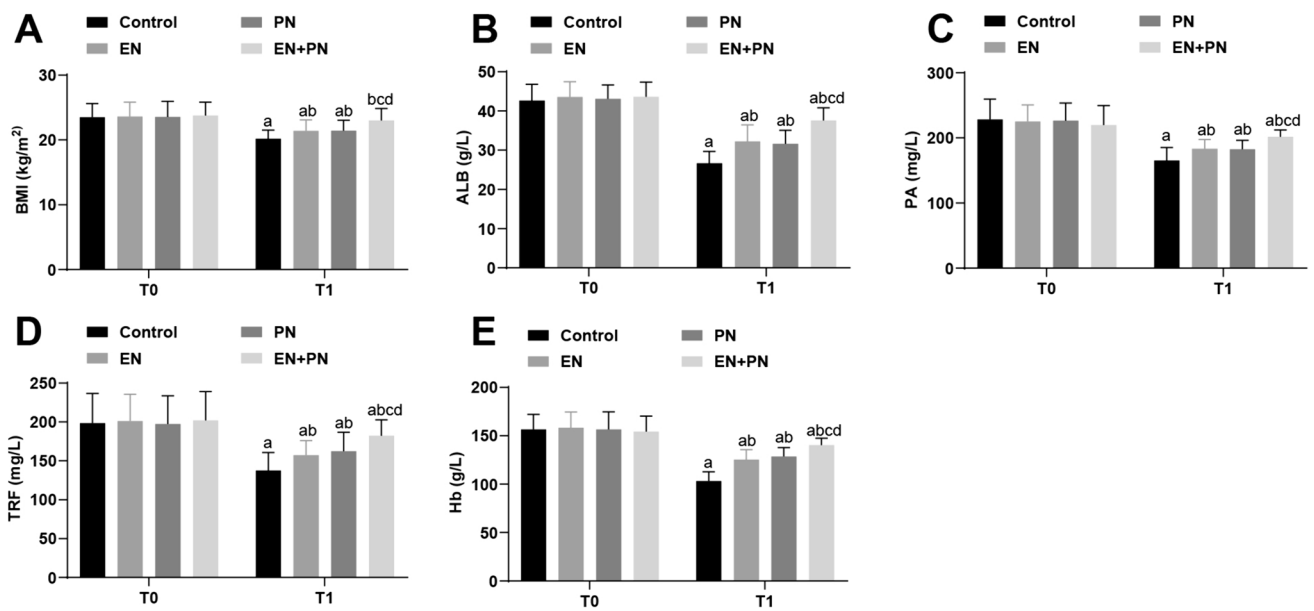 A
Control
PN
EN
EN+PN
BMI (kg/m²)
30
20
10
0
a
ab
ab
bcd
T0
T1
B
Control
PN
EN
EN+PN
ALB (g/L)
50
40
30
20
10
0
a
ab
ab
abcd
T0
T1
C
Control
PN
EN
EN+PN
PA (mg/L)
300
200
100
0
a
ab
ab
abcd
T0
T1
D
Control
PN
EN
EN+PN
TRF (mg/L)
250
200
150
100
50
0
a
ab
ab
abcd
T0
T1
E
Control
PN
EN
EN+PN
Hb (g/L)
200
150
100
50
0
a
ab
ab
abcd
T0
T1